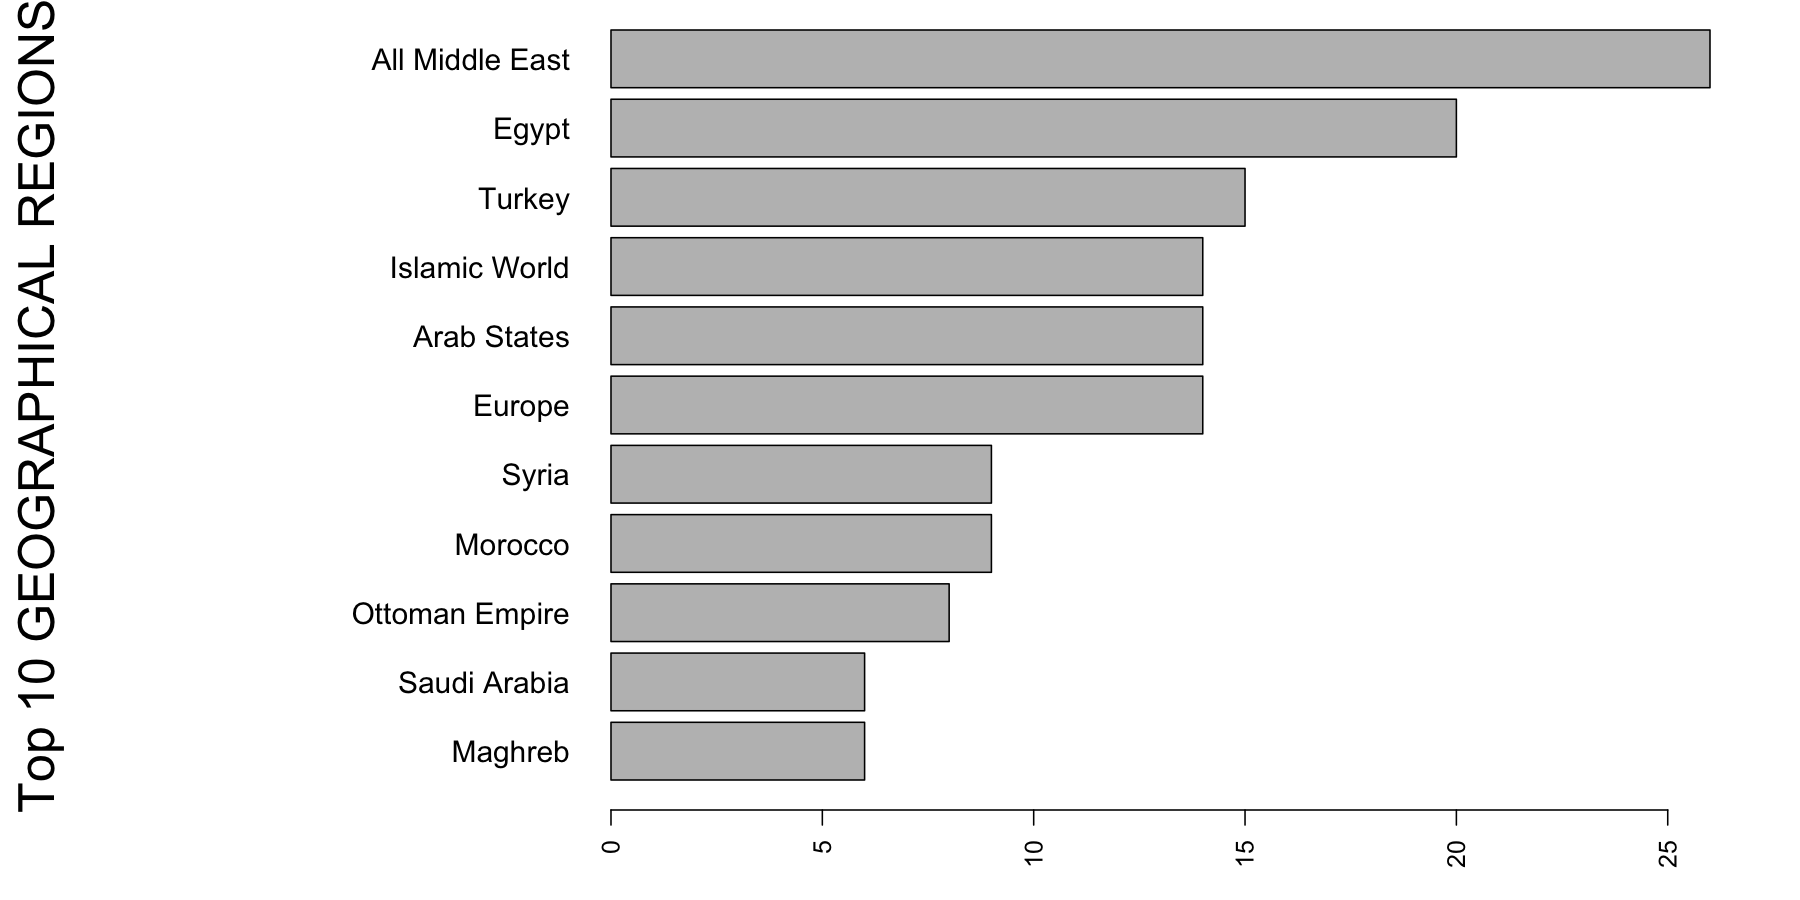 Top 10 GEOGRAPHICAL REGIONS
All Middle East
Egypt
Turkey
Islamic World
Arab States
Europe
Syria
Morocco
Ottoman Empire
Saudi Arabia
Maghreb
0 5 10 15 20 25